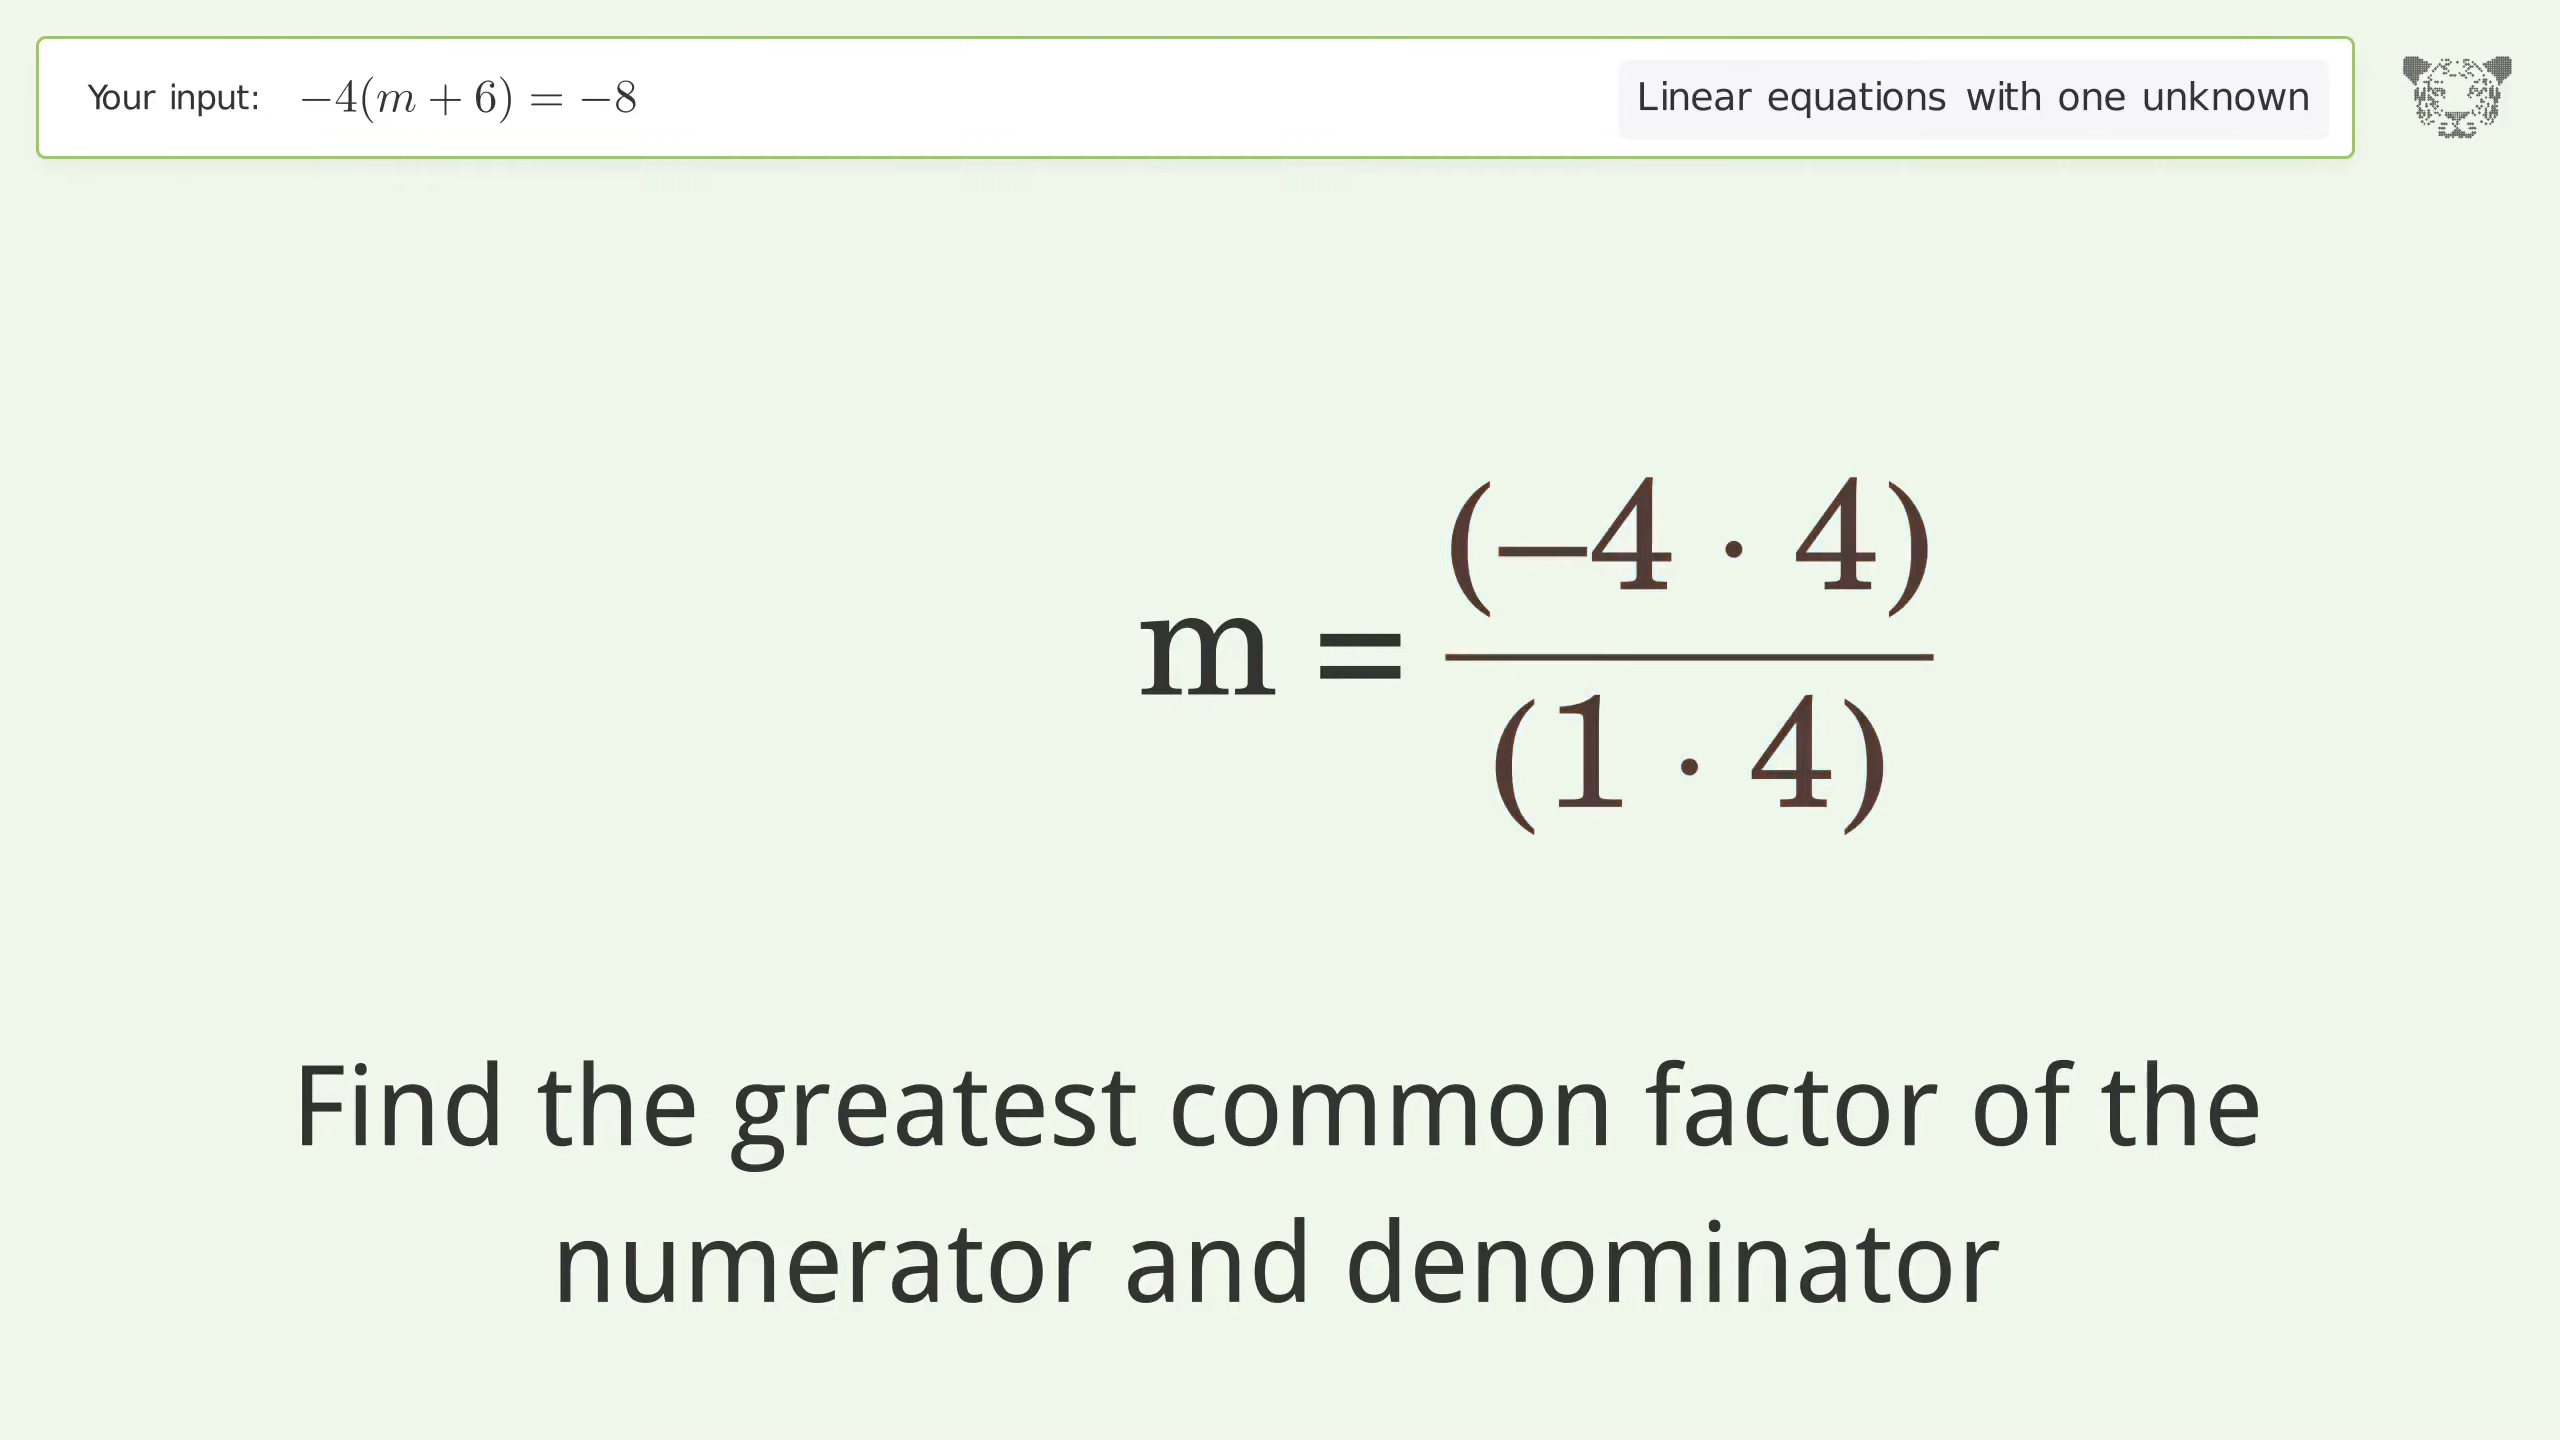 Your input: −4(m + 6) = −8
Linear equations with one unknown
m = (−4 · 4) / (1 · 4)
Find the greatest common factor of the
numerator and denominator